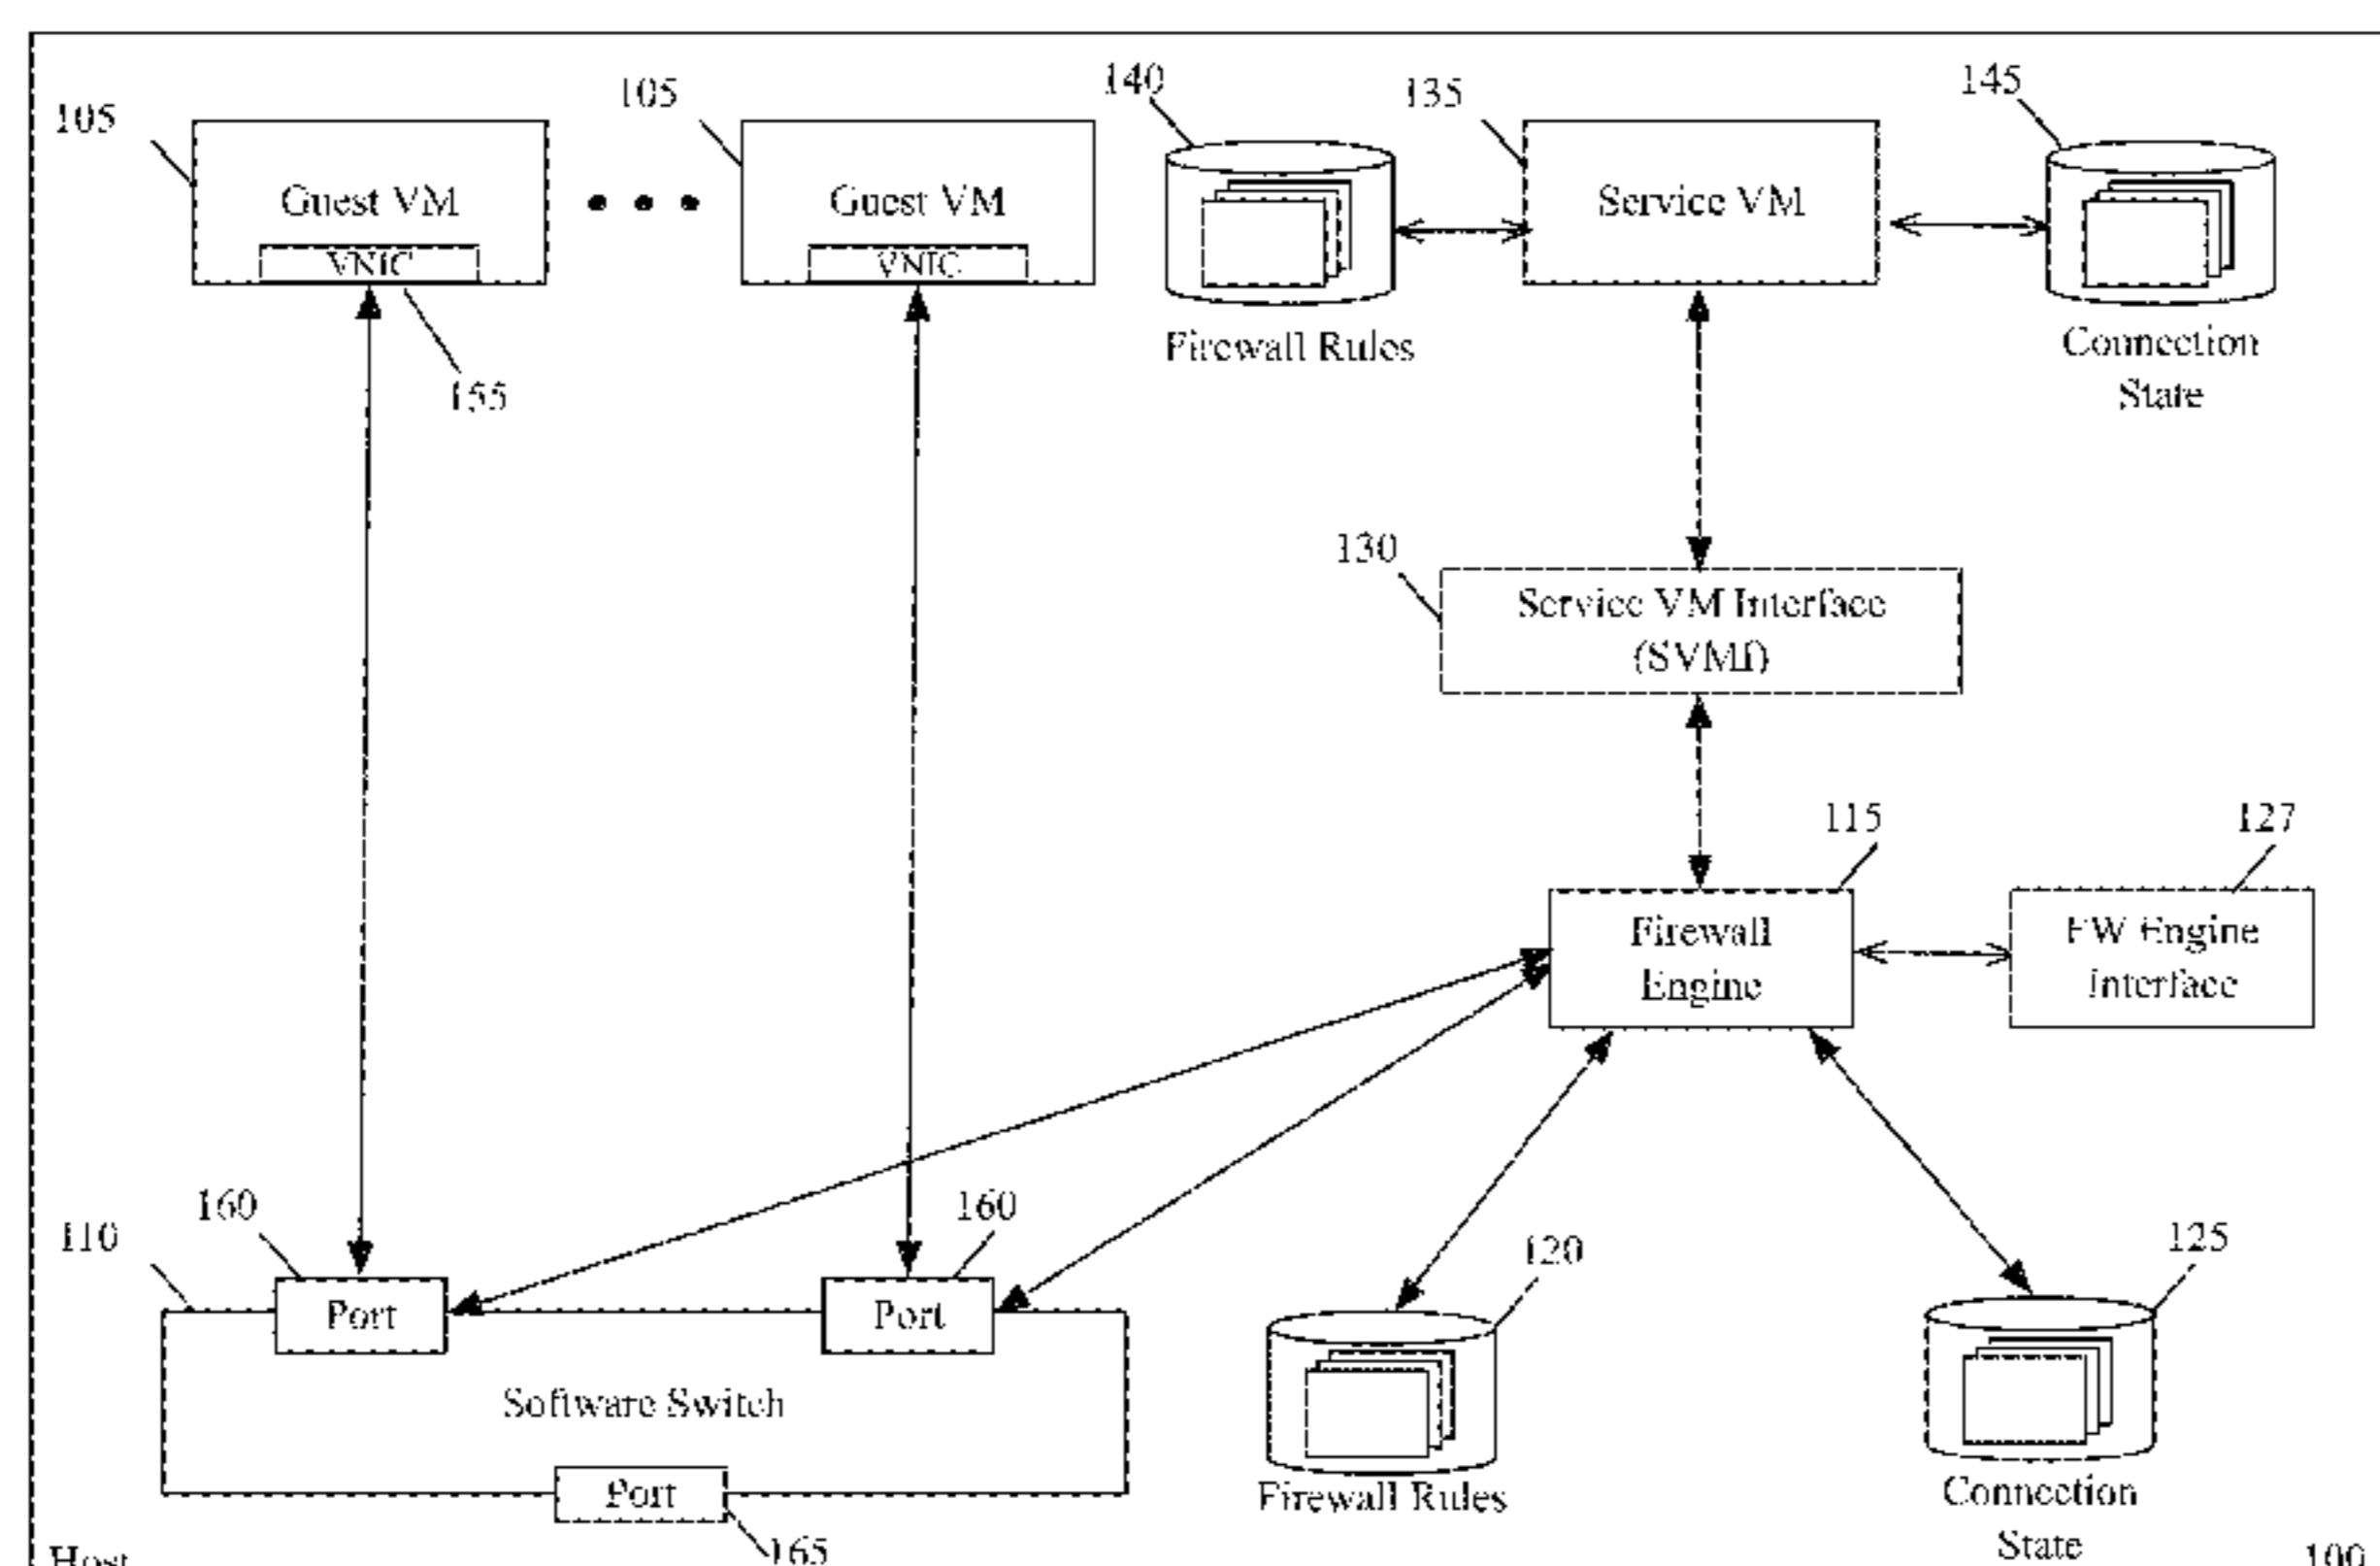 140
135
145
105
105
Guest VM
Guest VM
Service VM
VNIC
VNIC
Firewall Rules
Connection
State
155
130
Service VM Interface
(SVMI)
115
127
Firewall
Engine
FW Engine
Interface
160
160
110
120
125
Port
Port
Software Switch
Port
Firewall Rules
Connection
State
165
Host
100